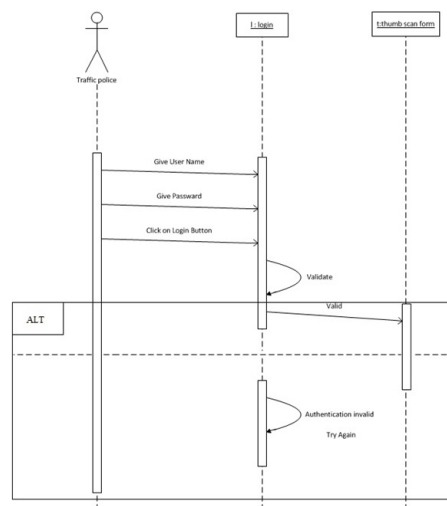 l : login
t:thumb scan form
Traffic police
Give User Name
Give Password
Click on Login Button
Validate
Valid
ALT
Authentication invalid
Try Again